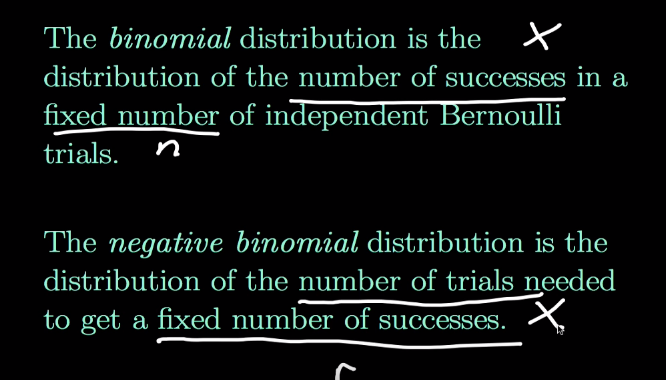 The binomial distribution is the X
distribution of the number of successes in a
fixed number of independent Bernoulli
trials. n
The negative binomial distribution is the
distribution of the number of trials needed
to get a fixed number of successes. X